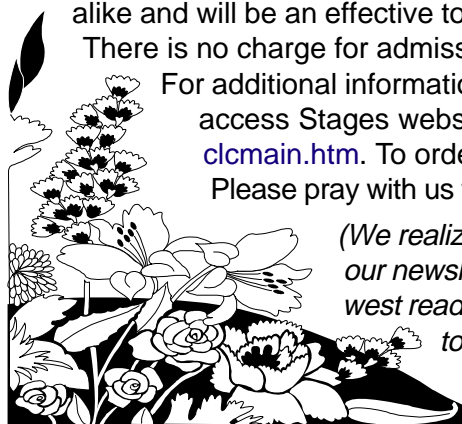 alike and will be an effective to
There is no charge for admiss
For additional informatio
access Stages webs
clcmain.htm. To orde
Please pray with us
(We realiz
our newsl
west read
to